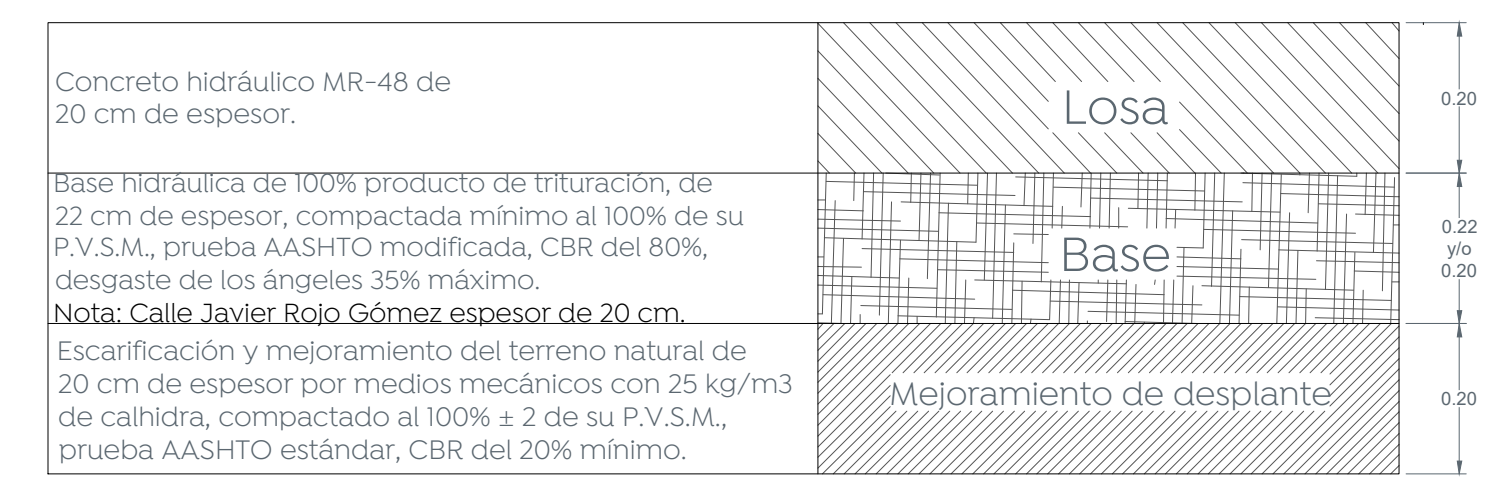 Concreto hidráulico MR-48 de
20 cm de espesor.
Losa
0.20
Base hidráulica de 100% producto de trituración, de
22 cm de espesor, compactada mínimo al 100% de su
P.V.S.M., prueba AASHTO modificada, CBR del 80%,
desgaste de los ángeles 35% máximo.
Nota: Calle Javier Rojo Gómez espesor de 20 cm.
Base
0.22
y/o
0.20
Escarificación y mejoramiento del terreno natural de
20 cm de espesor por medios mecánicos con 25 kg/m3
de calhidra, compactado al 100% ± 2 de su P.V.S.M.,
prueba AASHTO estándar, CBR del 20% mínimo.
Mejoramiento de desplante
0.20